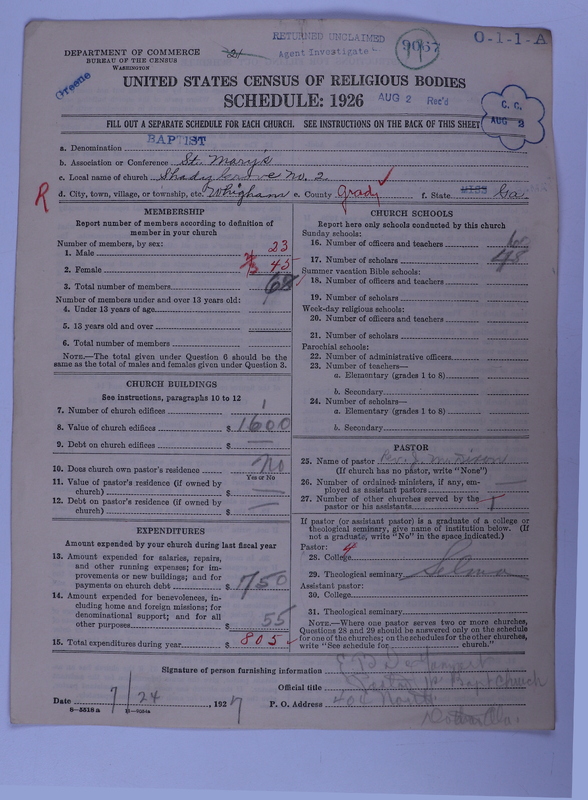 RETURNED UNCLAIMED
Agent Investigate
9067
0-1-1-A
DEPARTMENT OF COMMERCE
BUREAU OF THE CENSUS
WASHINGTON
Greene
UNITED STATES CENSUS OF RELIGIOUS BODIES
SCHEDULE: 1926
AUG 2 Rec'd
C. C.
AUG 2
FILL OUT A SEPARATE SCHEDULE FOR EACH CHURCH. SEE INSTRUCTIONS ON THE BACK OF THIS SHEET
a. Denomination BAPTIST
b. Association or Conference St. Mary's
c. Local name of church Shady Grove No. 2
R d. City, town, village, or township, etc. Whigham e. County Grady f. State MISS Ga.
MEMBERSHIP
Report number of members according to definition of member in your church
Number of members, by sex:
1. Male 23
2. Female 45
3. Total number of members 68
Number of members under and over 13 years old:
4. Under 13 years of age
5. 13 years old and over
6. Total number of members
NOTE.—The total given under Question 6 should be same as the total of males and females given under Question 3.
CHURCH BUILDINGS
See instructions, paragraphs 10 to 12
7. Number of church edifices 1
8. Value of church edifices $ 1600
9. Debt on church edifices $ —
10. Does church own pastor's residence No
Yes or No
11. Value of pastor's residence (if owned by church) $ —
12. Debt on pastor's residence (if owned by church) $ —
EXPENDITURES
Amount expended by your church during last fiscal year
13. Amount expended for salaries, repairs, and other running expenses; for improvements or new buildings; and for payments on church debt $ 750
14. Amount expended for benevolences, including home and foreign missions; for denominational support; and for all other purposes 55
15. Total expenditures during year $ 805
CHURCH SCHOOLS
Report here only schools conducted by this church
Sunday schools:
16. Number of officers and teachers
17. Number of scholars 48
Summer vacation Bible schools:
18. Number of officers and teachers
19. Number of scholars
Week-day religious schools:
20. Number of officers and teachers
21. Number of scholars
Parochial schools:
22. Number of administrative officers
23. Number of teachers—
a. Elementary (grades 1 to 8)
b. Secondary
24. Number of scholars—
a. Elementary (grades 1 to 8)
b. Secondary
PASTOR
25. Name of pastor Rev. J. M. Dixon
(If church has no pastor, write "None")
26. Number of ordained ministers, if any, employed as assistant pastors —
27. Number of other churches served by the pastor or his assistants
If pastor (or assistant pastor) is a graduate of a college or theological seminary, give name of institution below. (If not a graduate, write "No" in the space indicated.)
Pastor: 4
28. College
29. Theological seminary Selma
Assistant pastor:
30. College
31. Theological seminary
NOTE.—Where one pastor serves two or more churches, Questions 28 and 29 should be answered only on the schedule for one of the churches; on the schedules for the other churches, write "See schedule for church."
Signature of person furnishing information
Official title Pastor 1st Bapt Church
Date 7/24, 1927 P. O. Address 404 North
Dothan Ala.
8-5518a